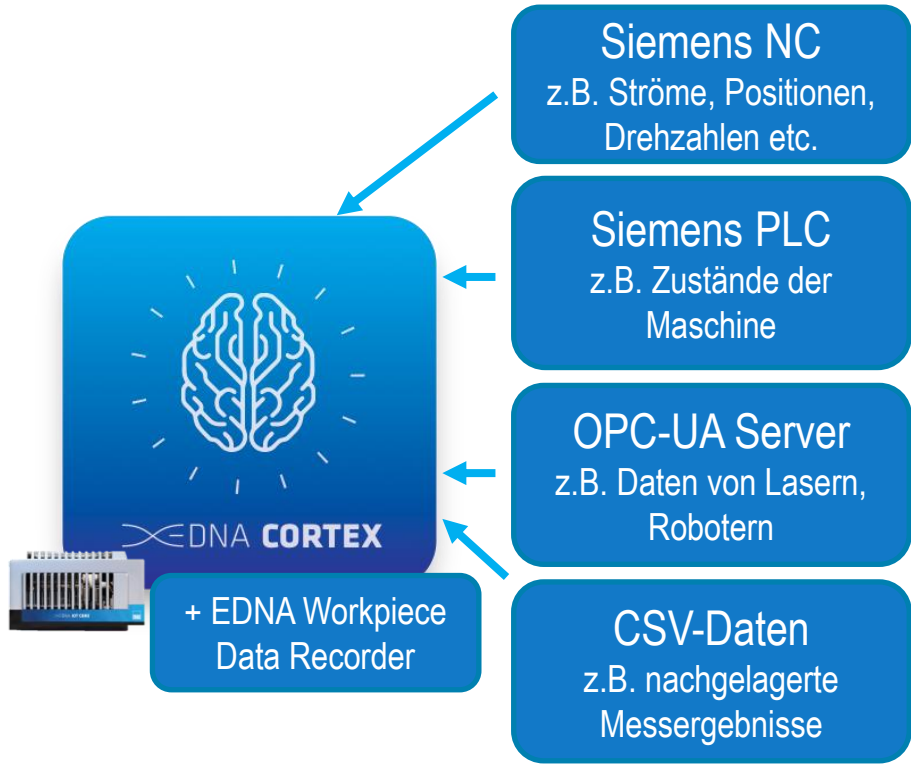 Siemens NC
z.B. Ströme, Positionen,
Drehzahlen etc.
Siemens PLC
z.B. Zustände der
Maschine
OPC-UA Server
z.B. Daten von Lasern,
Robotern
CSV-Daten
z.B. nachgelagerte
Messergebnisse
EDNA CORTEX
+ EDNA Workpiece
Data Recorder